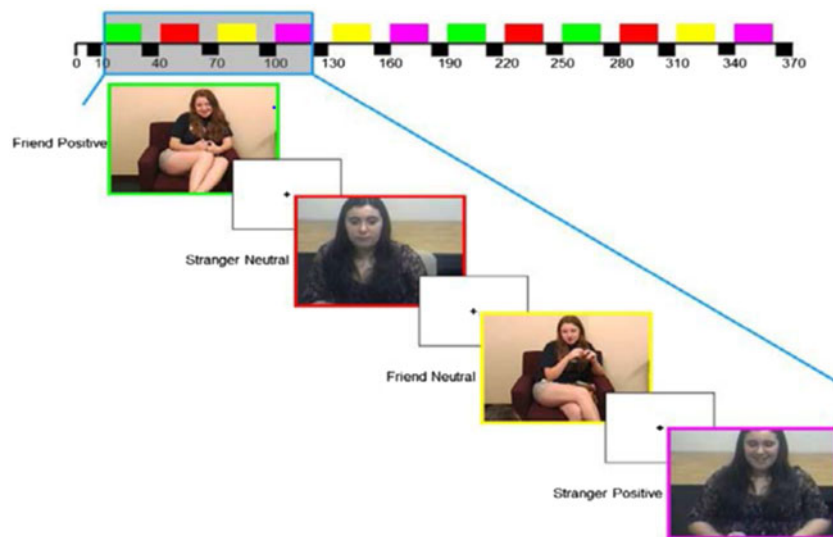 0 10 40 70 100 130 160 190 220 250 280 310 340 370
Friend Positive
Stranger Neutral
Friend Neutral
Stranger Positive